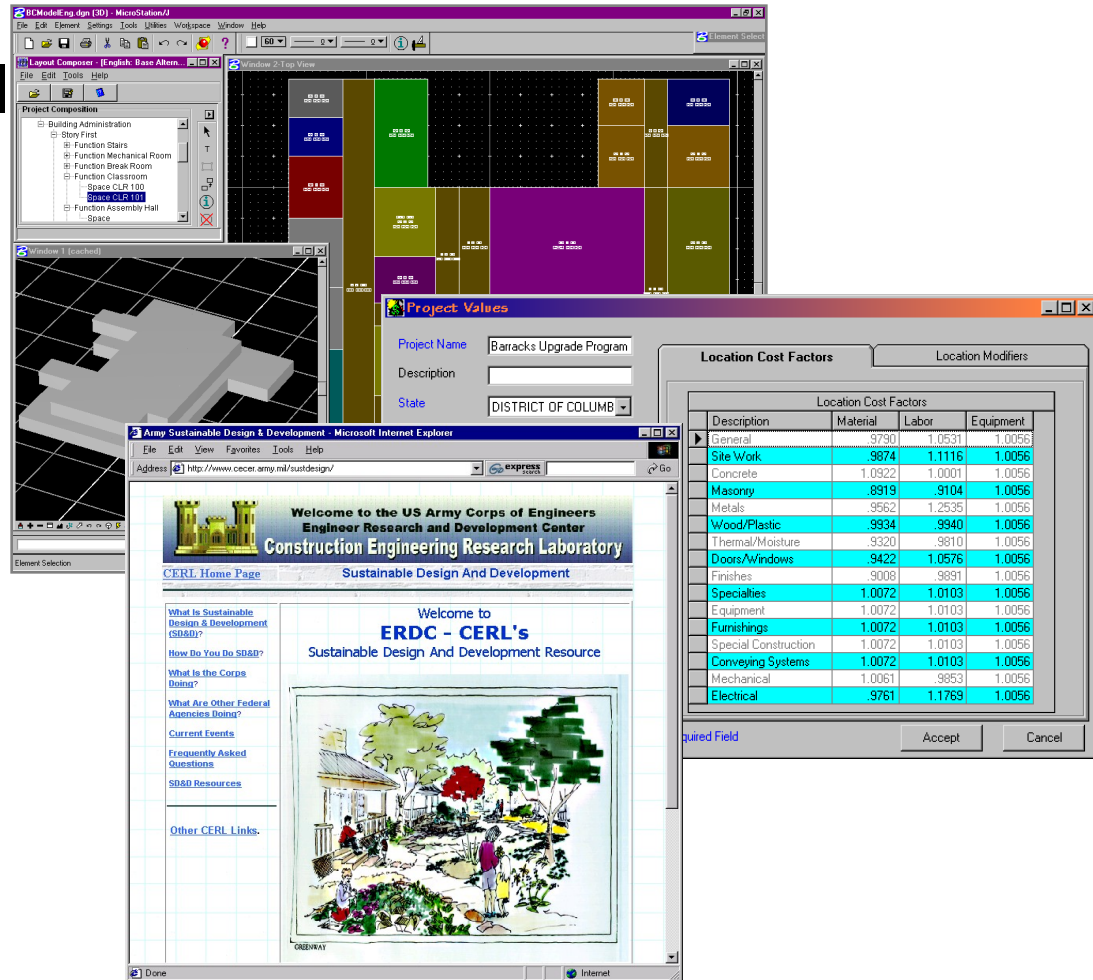 BCModelEng.dgn (3D) - MicroStation/J
File Edit Element Settings Tools Utilities Workspace Window Help
60 0 0
Element Select
Layout Composer - [English: Base Altern...
File Edit Tools Help
Project Composition
Building Administration
Story First
Function Stairs
Function Mechanical Room
Function Break Room
Function Classroom
Space CLR 100
Space CLR 101
Function Assembly Hall
Space
T
Window 2-Top View
Window 1 (cached)
Element Selection
Project Values
Project Name Barracks Upgrade Program
Description
State DISTRICT OF COLUMB
Location Cost Factors Location Modifiers
Location Cost Factors
Description Material Labor Equipment
General .9790 1.0531 1.0056
Site Work .9874 1.1116 1.0056
Concrete 1.0922 1.0001 1.0056
Masonry .8919 .9104 1.0056
Metals .9562 1.2535 1.0056
Wood/Plastic .9934 .9940 1.0056
Thermal/Moisture .9320 .9810 1.0056
Doors/Windows .9422 1.0576 1.0056
Finishes .9008 .9891 1.0056
Specialties 1.0072 1.0103 1.0056
Equipment 1.0072 1.0103 1.0056
Furnishings 1.0072 1.0103 1.0056
Special Construction 1.0072 1.0103 1.0056
Conveying Systems 1.0072 1.0103 1.0056
Mechanical 1.0061 .9853 1.0056
Electrical .9761 1.1769 1.0056
quired Field Accept Cancel
Army Sustainable Design & Development - Microsoft Internet Explorer
File Edit View Favorites Tools Help
Address http://www.cecer.army.mil/sustdesign/ express search Go
Welcome to the US Army Corps of Engineers
Engineer Research and Development Center
Construction Engineering Research Laboratory
CERL Home Page Sustainable Design And Development
What Is Sustainable
Design & Development
(SD&D)?
How Do You Do SD&D?
What Is the Corps
Doing?
What Are Other Federal
Agencies Doing?
Current Events
Frequently Asked
Questions
SD&D Resources
Other CERL Links.
Welcome to
ERDC - CERL's
Sustainable Design And Development Resource
GREENWAY
Done Internet